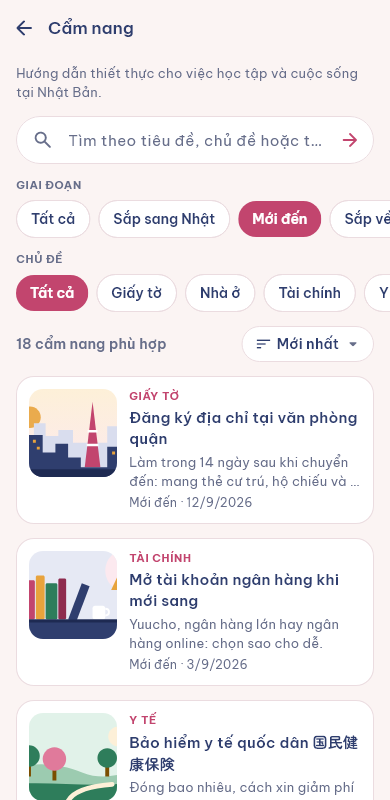 Cẩm nang
Hướng dẫn thiết thực cho việc học tập và cuộc sống
tại Nhật Bản.
Tìm theo tiêu đề, chủ đề hoặc t...
GIAI ĐOẠN
Tất cả
Sắp sang Nhật
Mới đến
Sắp về
CHỦ ĐỀ
Tất cả
Giấy tờ
Nhà ở
Tài chính
Y
18 cẩm nang phù hợp
Mới nhất
GIẤY TỜ
Đăng ký địa chỉ tại văn phòng
quận
Làm trong 14 ngày sau khi chuyển
đến: mang thẻ cư trú, hộ chiếu và ...
Mới đến · 12/9/2026
TÀI CHÍNH
Mở tài khoản ngân hàng khi
mới sang
Yuucho, ngân hàng lớn hay ngân
hàng online: chọn sao cho dễ.
Mới đến · 3/9/2026
Y TẾ
Bảo hiểm y tế quốc dân 国民健
康保険
Đóng bao nhiêu, cách xin giảm phí